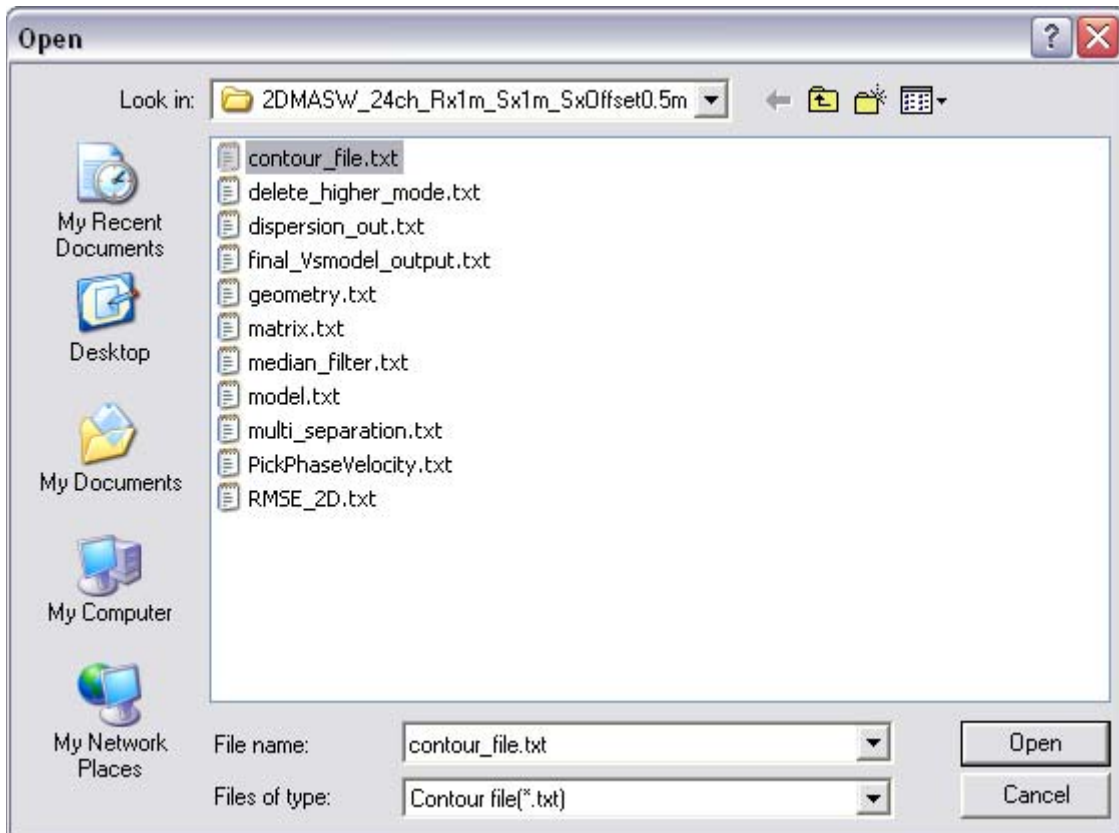 Open
Look in:
2DMASW_24ch_Rx1m_Sx1m_SxOffset0.5m
My Recent
Documents
Desktop
My Documents
My Computer
My Network
Places
contour_file.txt
delete_higher_mode.txt
dispersion_out.txt
final_Vsmodel_output.txt
geometry.txt
matrix.txt
median_filter.txt
model.txt
multi_separation.txt
PickPhaseVelocity.txt
RMSE_2D.txt
File name:
contour_file.txt
Open
Files of type:
Contour file(*.txt)
Cancel